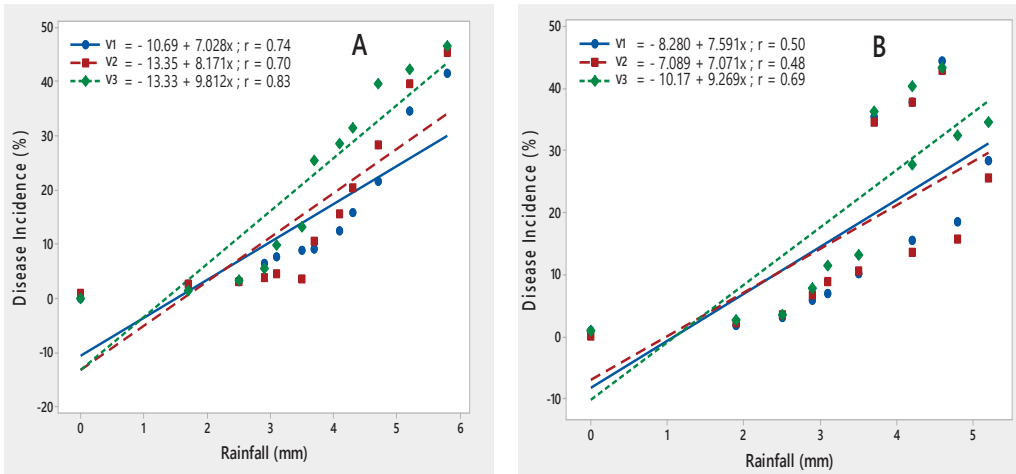 A
V1 = - 10.69 + 7.028x ; r = 0.74
V2 = - 13.35 + 8.171x ; r = 0.70
V3 = - 13.33 + 9.812x ; r = 0.83
Disease Incidence (%)
50
40
30
20
10
0
-10
-20
0 1 2 3 4 5 6
Rainfall (mm)
B
V1 = - 8.280 + 7.591x ; r = 0.50
V2 = - 7.089 + 7.071x ; r = 0.48
V3 = - 10.17 + 9.269x ; r = 0.69
Disease Incidence (%)
50
40
30
20
10
0
-10
0 1 2 3 4 5
Rainfall (mm)